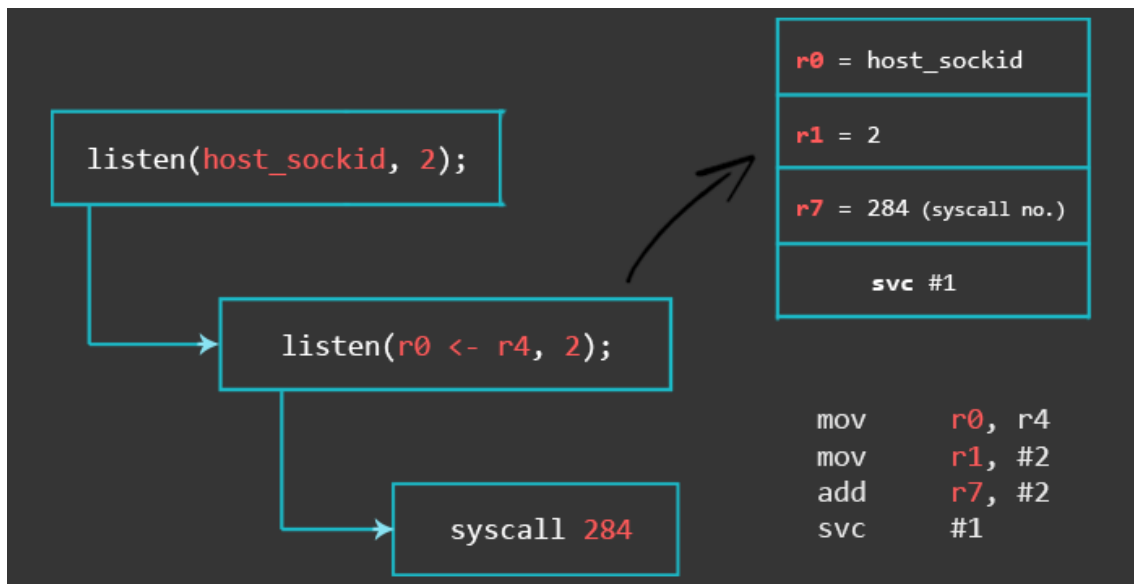 listen(host_sockid, 2);
listen(r0 <- r4, 2);
syscall 284
r0 = host_sockid
r1 = 2
r7 = 284 (syscall no.)
svc #1
mov r0, r4
mov r1, #2
add r7, #2
svc #1